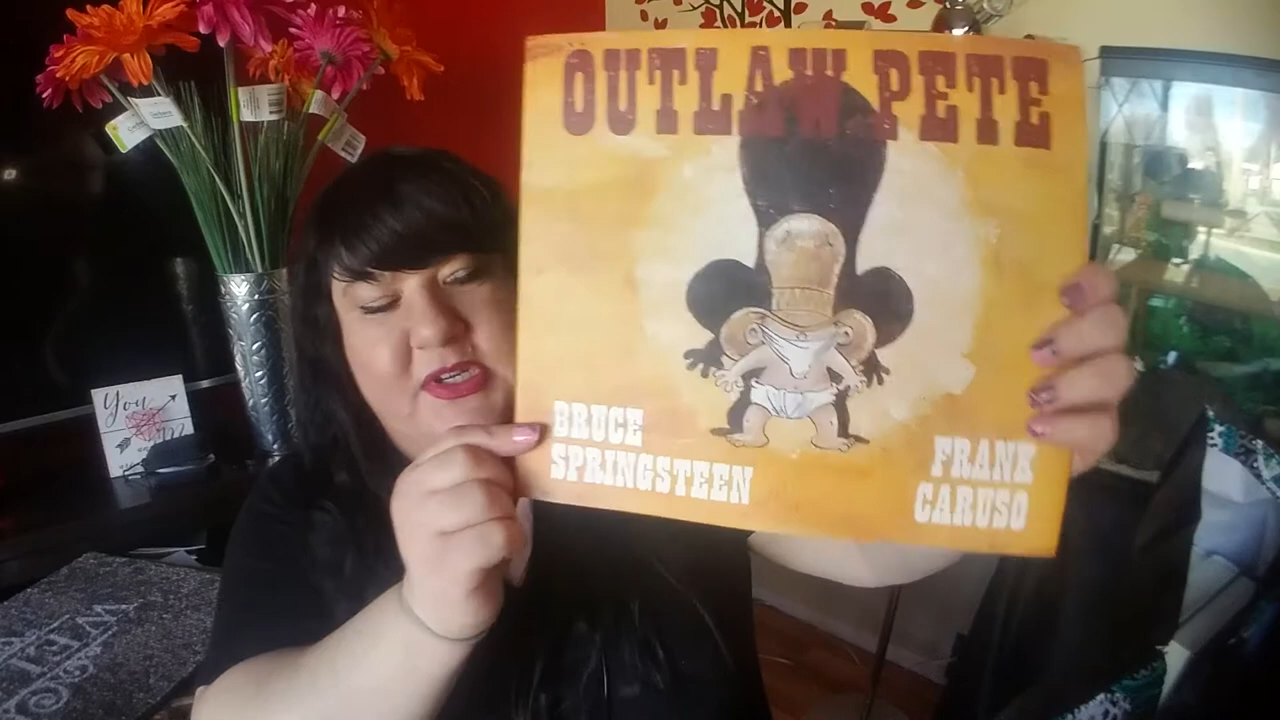 OUTLAW PETE
BRUCE
SPRINGSTEEN
FRANK
CARUSO
You